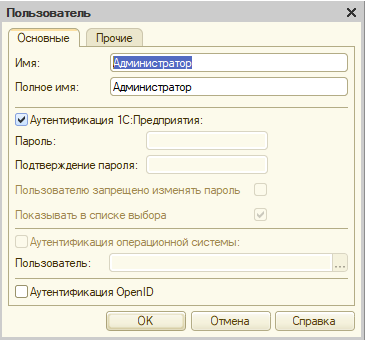 Пользователь
Основные Прочие
Имя: Администратор
Полное имя: Администратор
Аутентификация 1С:Предприятия:
Пароль:
Подтверждение пароля:
Пользователю запрещено изменять пароль
Показывать в списке выбора
Аутентификация операционной системы:
Пользователь: ...
Аутентификация OpenID
OK Отмена Справка